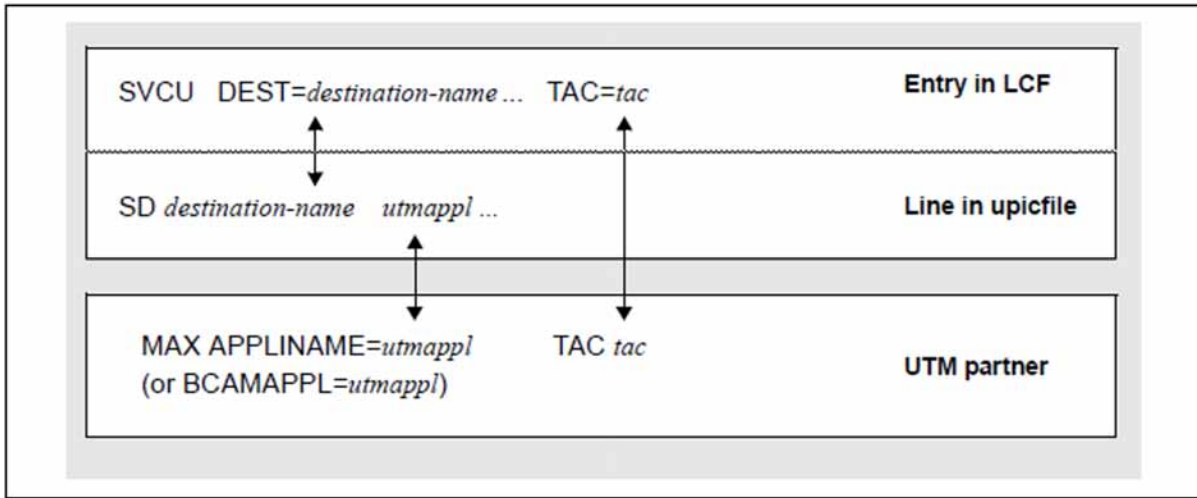 SVCU DEST=destination-name ... TAC=tac
Entry in LCF
SD destination-name utmappl ...
Line in upicfile
MAX APPLINAME=utmappl TAC tac
(or BCAMAPPL=utmappl)
UTM partner